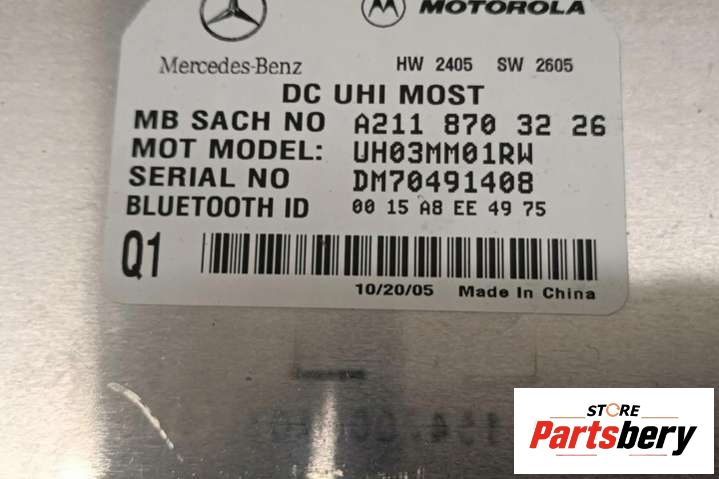 MOTOROLA
Mercedes-Benz
HW 2405 SW 2605
DC UHI MOST
MB SACH NO A211 870 32 26
MOT MODEL: UH03MM01RW
SERIAL NO DM70491408
BLUETOOTH ID 00 15 A8 EE 49 75
Q1
10/20/05 Made In China
STORE
Partsbery